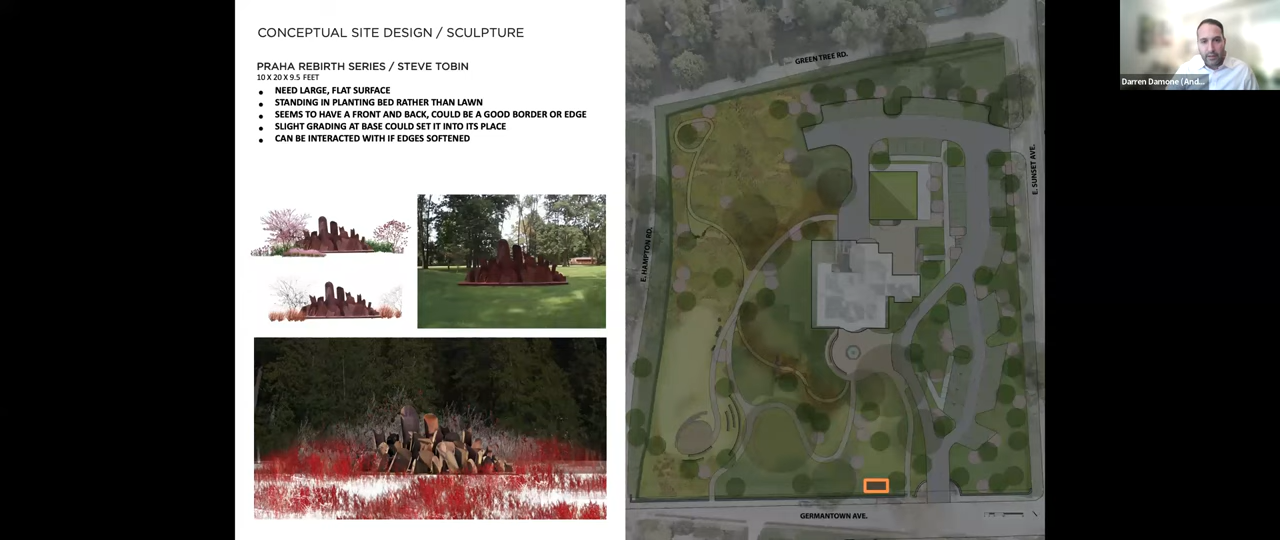 CONCEPTUAL SITE DESIGN / SCULPTURE
PRAHA REBIRTH SERIES / STEVE TOBIN
10 X 20 X 9.5 FEET
• NEED LARGE, FLAT SURFACE
• STANDING IN PLANTING BED RATHER THAN LAWN
• SEEMS TO HAVE A FRONT AND BACK, COULD BE A GOOD BORDER OR EDGE
• SLIGHT GRADING AT BASE COULD SET IT INTO ITS PLACE
• CAN BE INTERACTED WITH IF EDGES SOFTENED
GREEN TREE RD.
E. SUNSET AVE.
E. HAMPTON RD.
GERMANTOWN AVE.
Darren Damone (And...